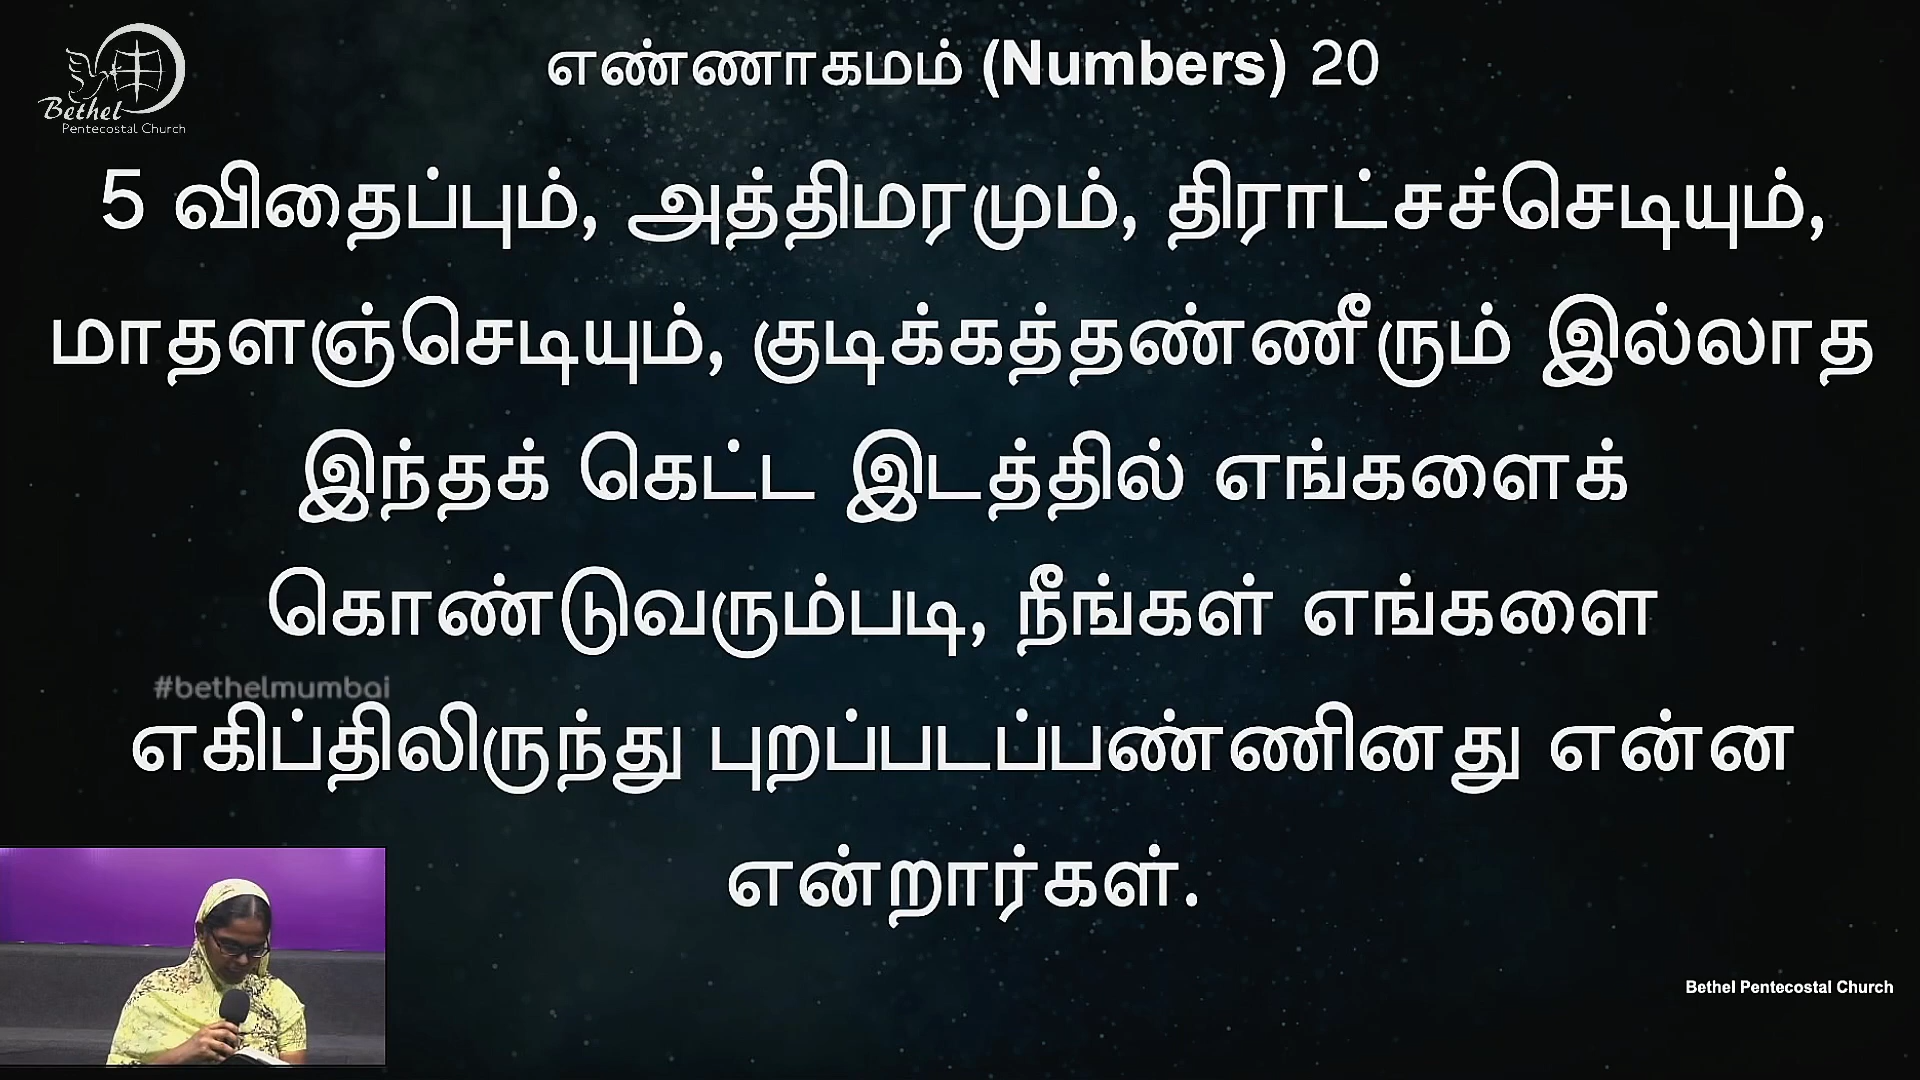 Bethel
Pentecostal Church
எண்ணாகமம் (Numbers) 20
5 விதைப்பும், அத்திமரமும், திராட்சச்செடியும்,
மாதளஞ்செடியும், குடிக்கத்தண்ணீரும் இல்லாத
இந்தக் கெட்ட இடத்தில் எங்களைக்
கொண்டுவரும்படி, நீங்கள் எங்களை
#bethelmumbai
எகிப்திலிருந்து புறப்படப்பண்ணினது என்ன
என்றார்கள்.
Bethel Pentecostal Church